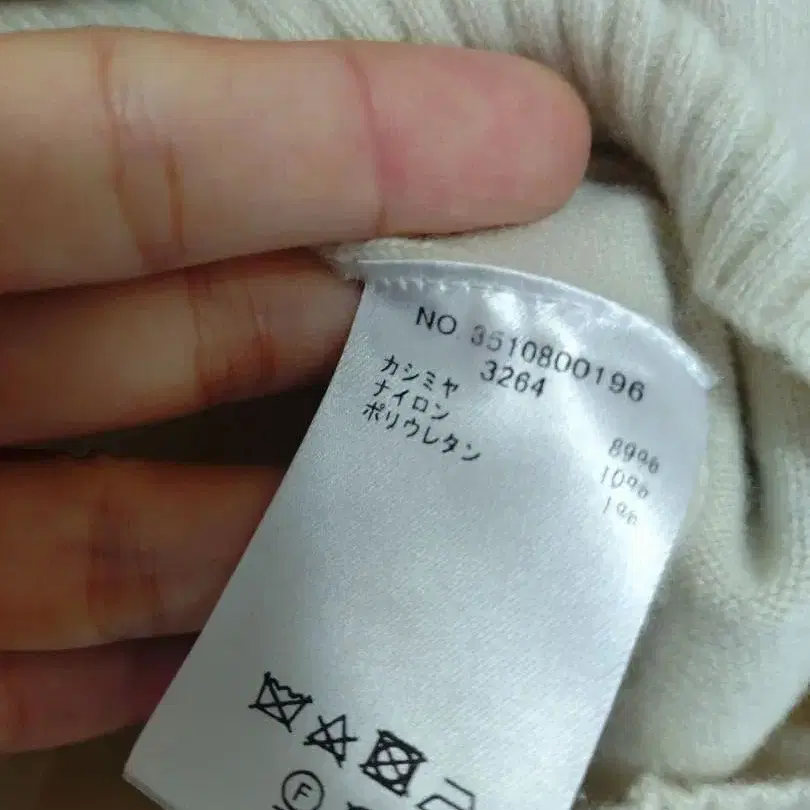 NO 3510800196
3264
カシミヤ 89%
ナイロン 10%
ポリウレタン 1%
F